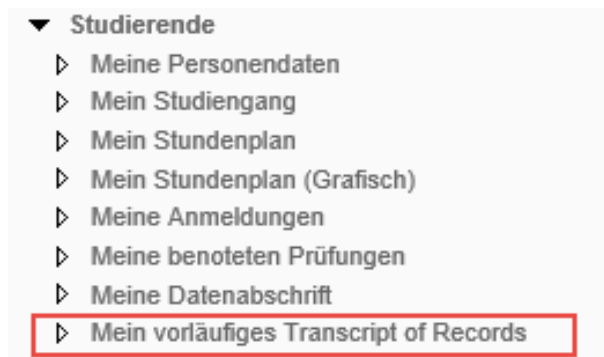 Studierende
Meine Personendaten
Mein Studiengang
Mein Stundenplan
Mein Stundenplan (Grafisch)
Meine Anmeldungen
Meine benoteten Prüfungen
Meine Datenabschrift
Mein vorläufiges Transcript of Records